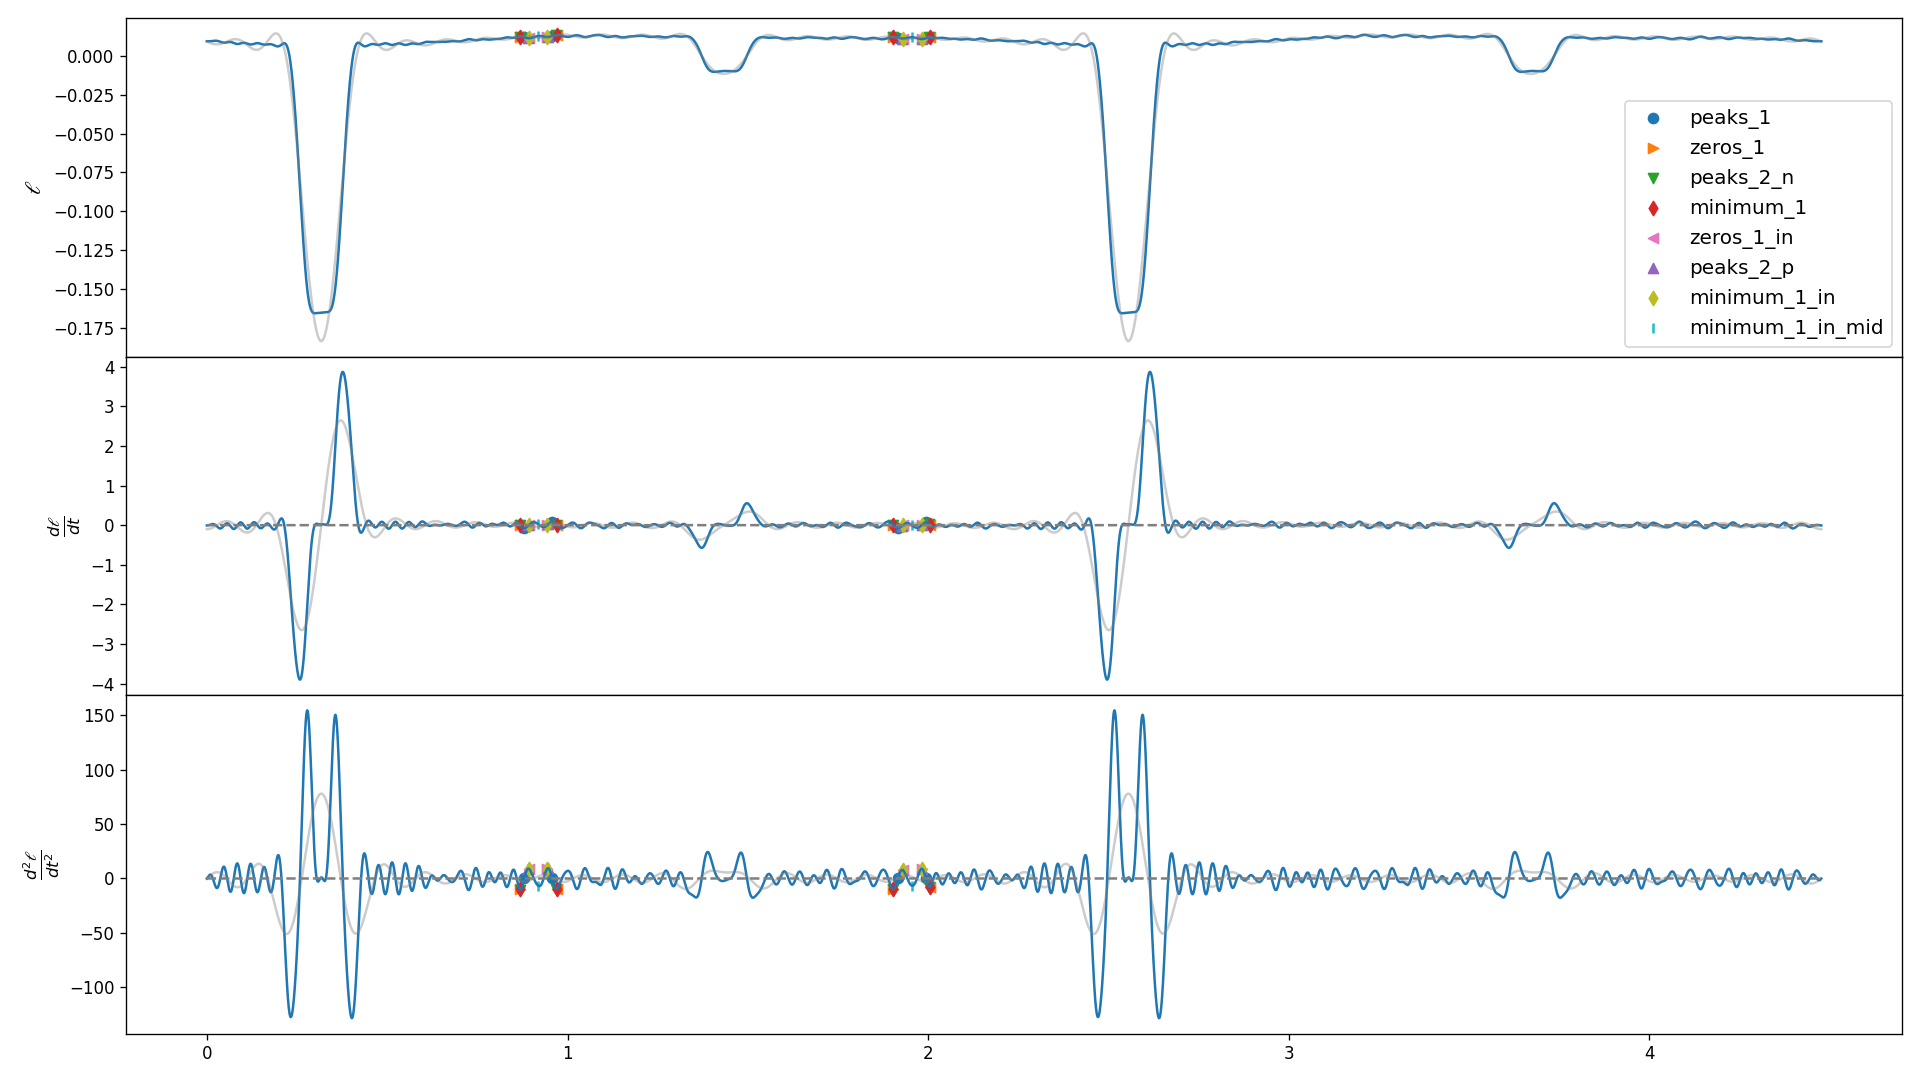 0.000
−0.025
−0.050
−0.075
−0.100
−0.125
−0.150
−0.175
ℓ
peaks_1
zeros_1
peaks_2_n
minimum_1
zeros_1_in
peaks_2_p
minimum_1_in
minimum_1_in_mid
4
3
2
1
0
−1
−2
−3
−4
dℓ
dt
150
100
50
0
−50
−100
d²ℓ
dt²
0 1 2 3 4